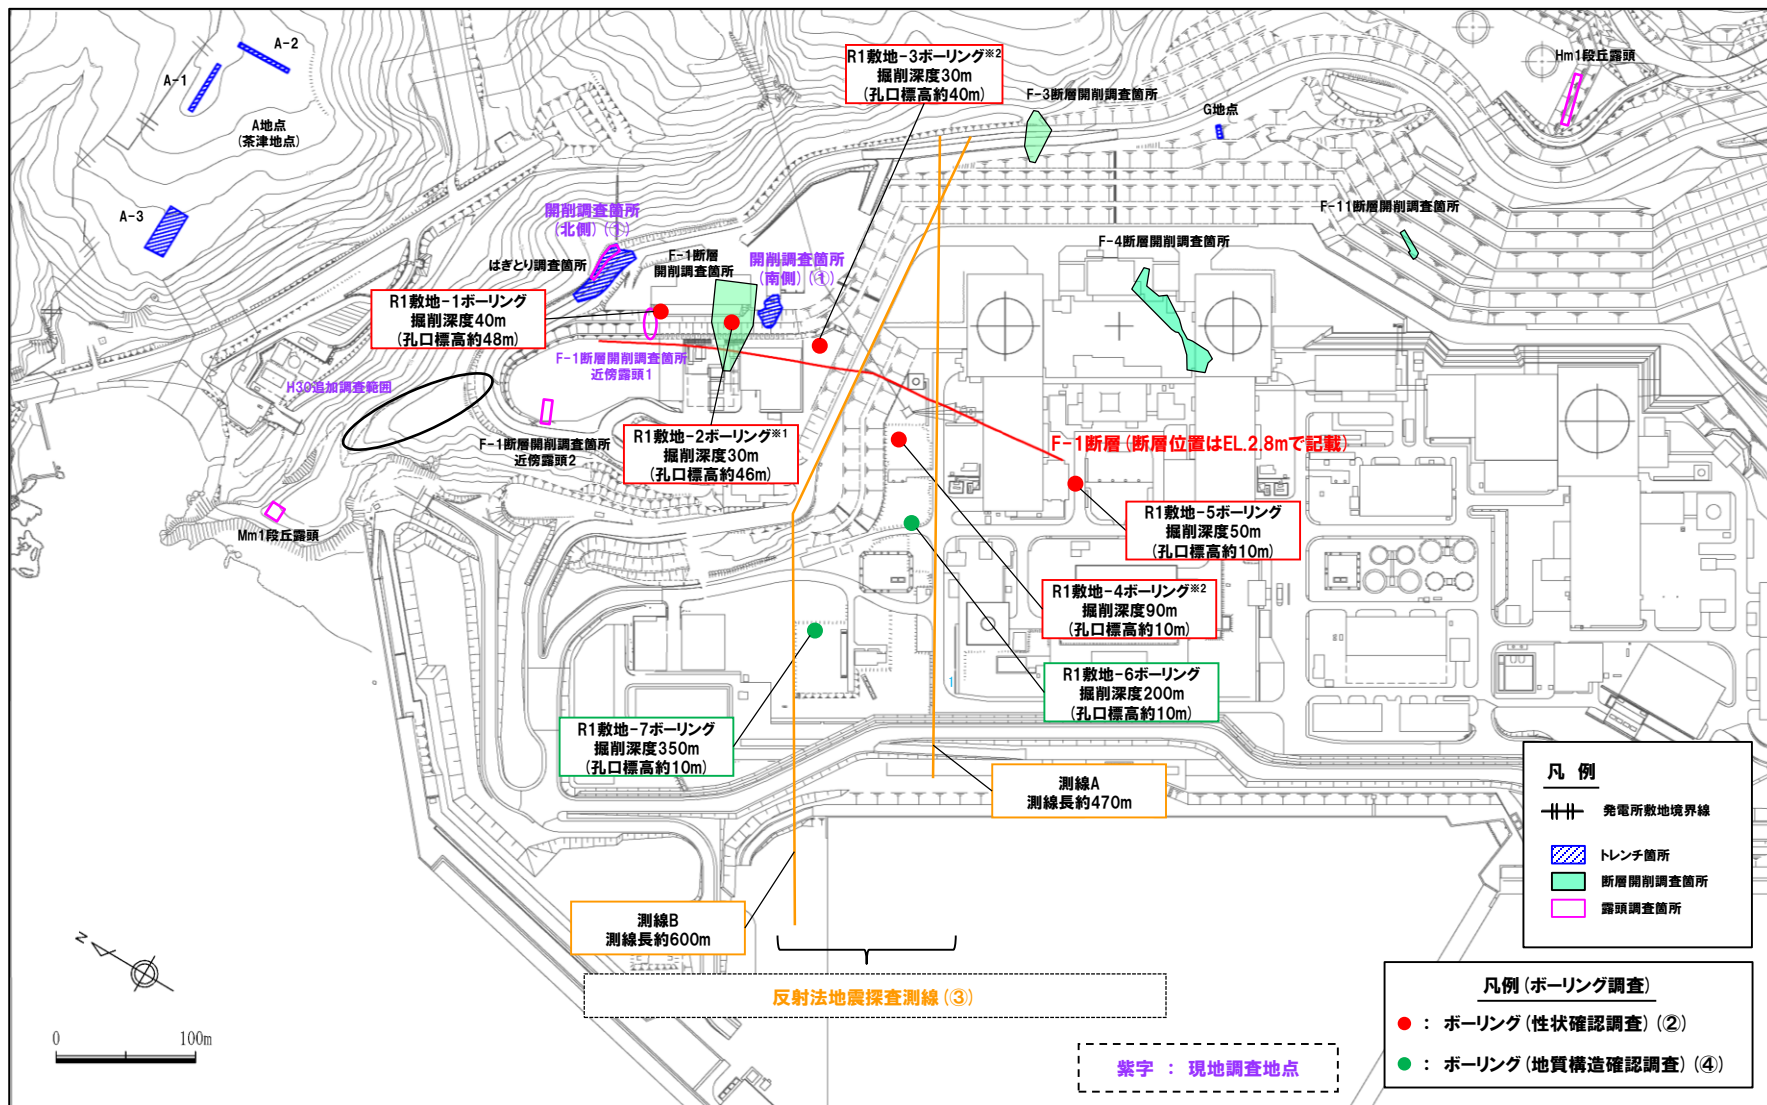 A-2
A-1
A地点
(茶津地点)
A-3
R1敷地-3ボーリング※2
掘削深度30m
(孔口標高約40m)
F-3断層開削調査箇所
G地点
Hm1段丘露頭
F-11断層開削調査箇所
F-4断層開削調査箇所
開削調査箇所
(北側)(①)
はぎとり調査箇所
F-1断層
開削調査箇所
開削調査箇所
(南側)(①)
R1敷地-1ボーリング
掘削深度40m
(孔口標高約48m)
F-1断層開削調査箇所
近傍露頭1
H30追加調査範囲
F-1断層開削調査箇所
近傍露頭2
R1敷地-2ボーリング※1
掘削深度30m
(孔口標高約46m)
F-1断層(断層位置はEL.2.8mで記載)
Mm1段丘露頭
R1敷地-5ボーリング
掘削深度50m
(孔口標高約10m)
R1敷地-4ボーリング※2
掘削深度90m
(孔口標高約10m)
R1敷地-6ボーリング
掘削深度200m
(孔口標高約10m)
1
R1敷地-7ボーリング
掘削深度350m
(孔口標高約10m)
測線A
測線長約470m
測線B
測線長約600m
反射法地震探査測線(③)
凡 例
発電所敷地境界線
トレンチ箇所
断層開削調査箇所
露頭調査箇所
凡例(ボーリング調査)
： ボーリング(性状確認調査)(②)
： ボーリング(地質構造確認調査)(④)
紫字 ： 現地調査地点
N
0 100m